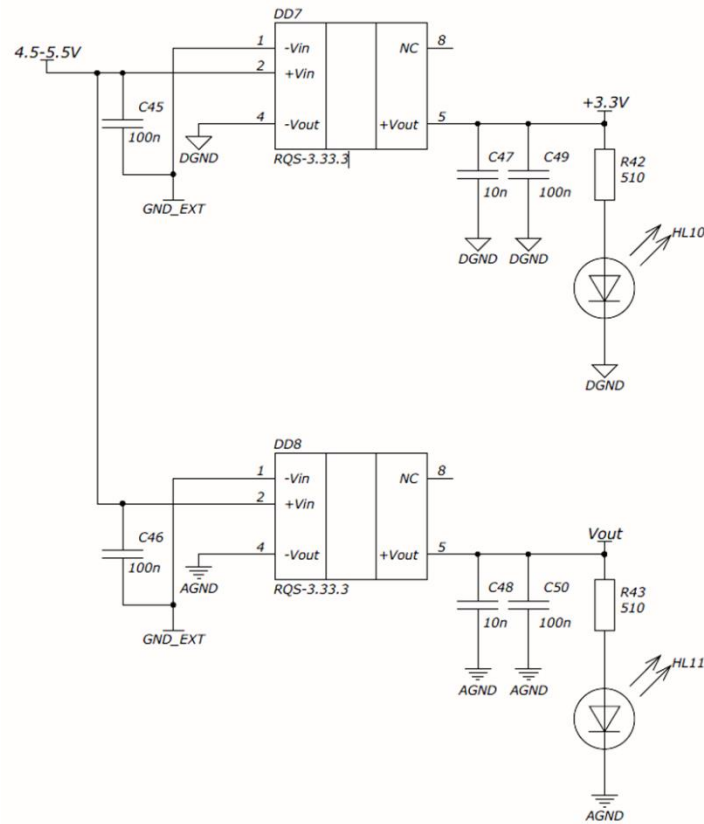 DD7
4.5-5.5V
1
-Vin
NC
8
2
+Vin
C45
100n
4
-Vout
+Vout
5
+3.3V
DGND
RQS-3.33.3
GND_EXT
C47
10n
C49
100n
R42
510
DGND
DGND
HL10
DGND
DD8
1
-Vin
NC
8
2
+Vin
C46
100n
4
-Vout
+Vout
5
Vout
AGND
RQS-3.33.3
GND_EXT
C48
10n
C50
100n
R43
510
AGND
AGND
HL11
AGND